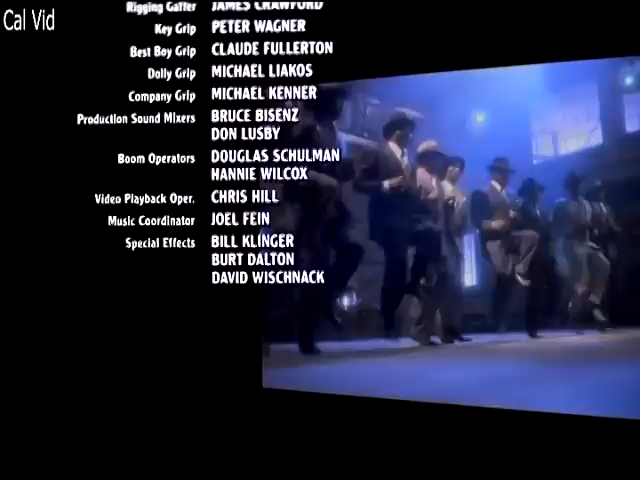 Cal Vid
Rigging Gaffer JAMES CRAWFORD
Key Grip PETER WAGNER
Best Boy Grip CLAUDE FULLERTON
Dolly Grip MICHAEL LIAKOS
Company Grip MICHAEL KENNER
Production Sound Mixers BRUCE BISENZ
DON LUSBY
Boom Operators DOUGLAS SCHULMAN
HANNIE WILCOX
Video Playback Oper. CHRIS HILL
Music Coordinator JOEL FEIN
Special Effects BILL KLINGER
BURT DALTON
DAVID WISCHNACK